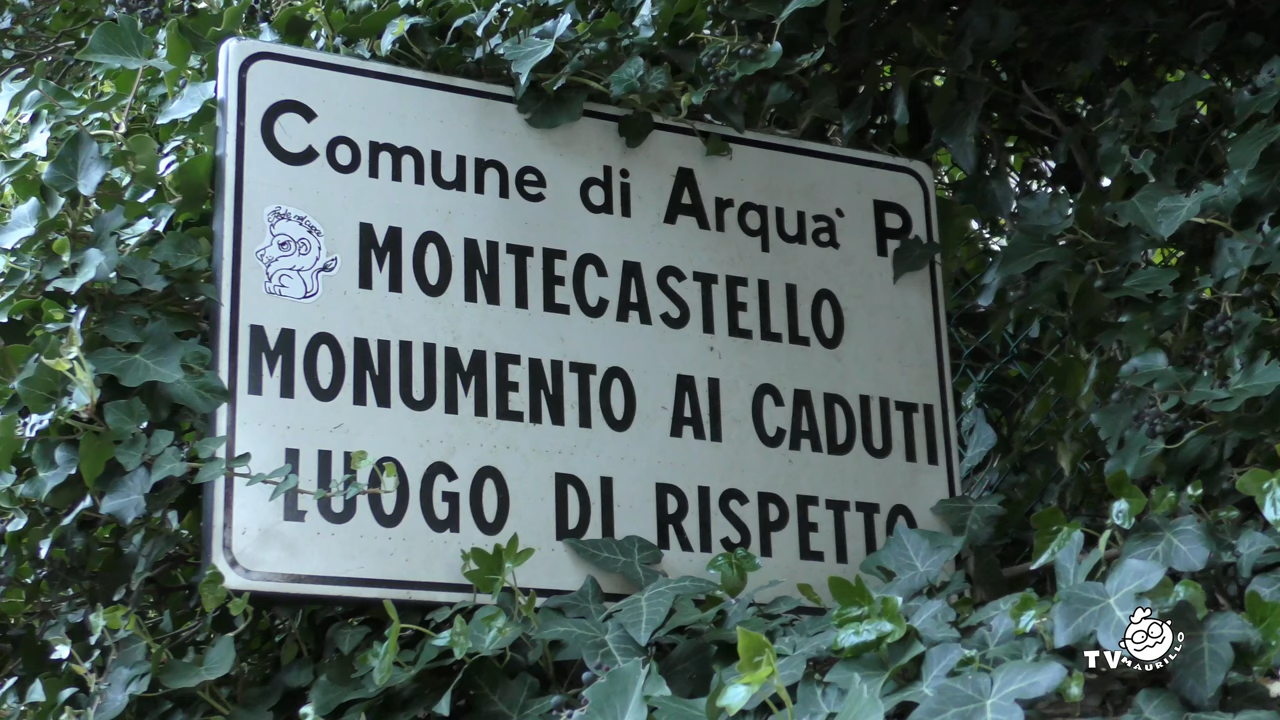 Comune di Arqua' P.
MONTECASTELLO
MONUMENTO AI CADUTI
LUOGO DI RISPETTO
TV MAURILLO